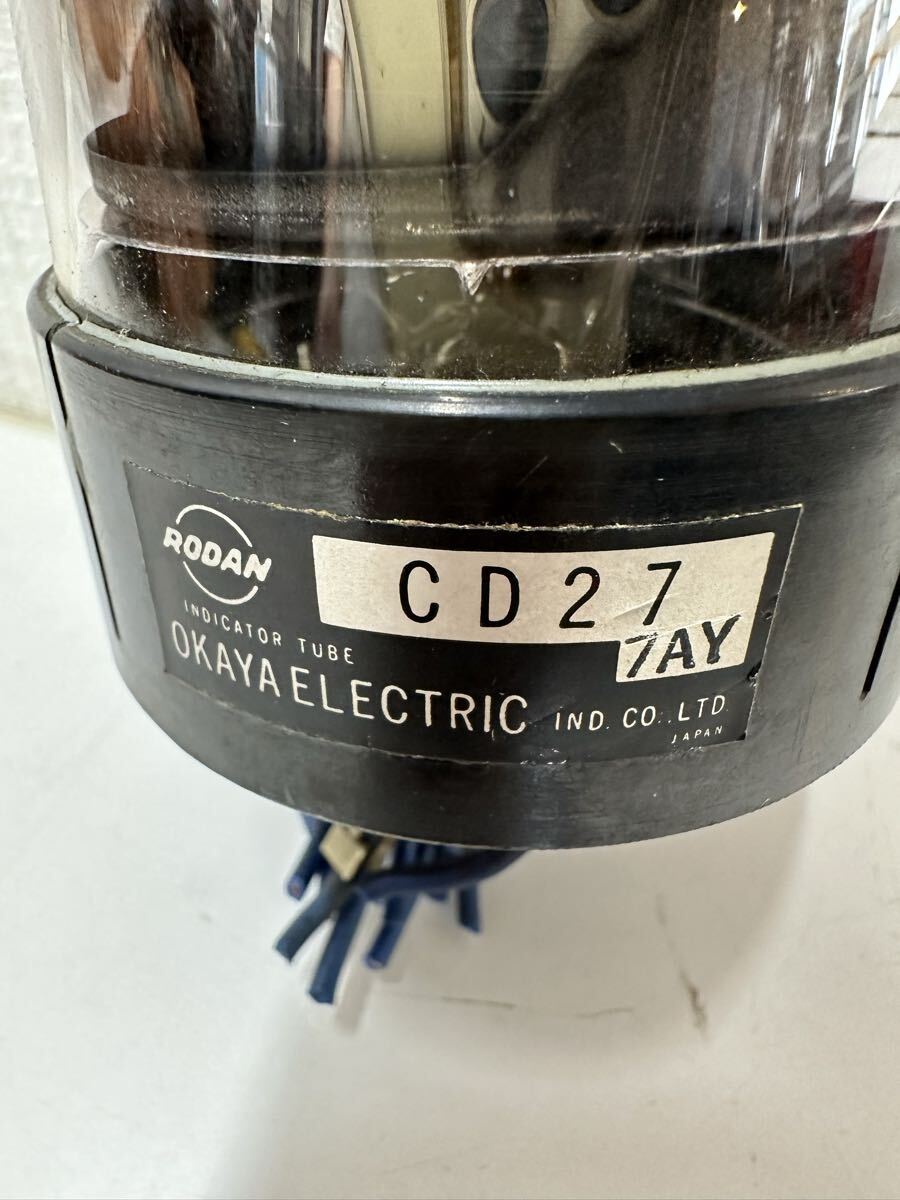 RODAN
CD27
7AY
INDICATOR TUBE
OKAYA ELECTRIC IND. CO., LTD.
JAPAN